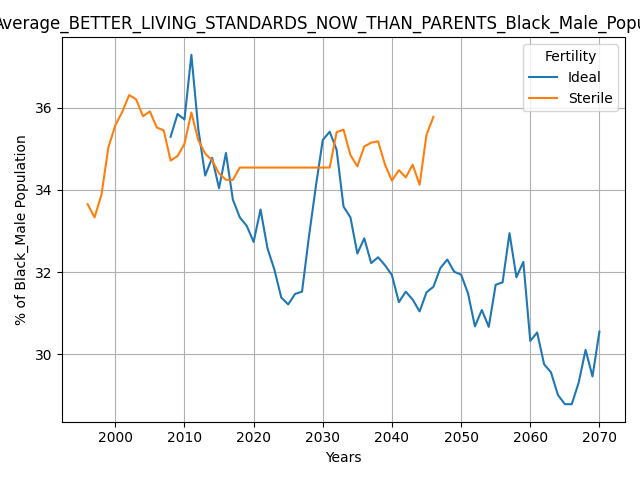 Average_BETTER_LIVING_STANDARDS_NOW_THAN_PARENTS_Black_Male_Popu
Fertility
Ideal
Sterile
% of Black_Male Population
36
34
32
30
2000 2010 2020 2030 2040 2050 2060 2070
Years